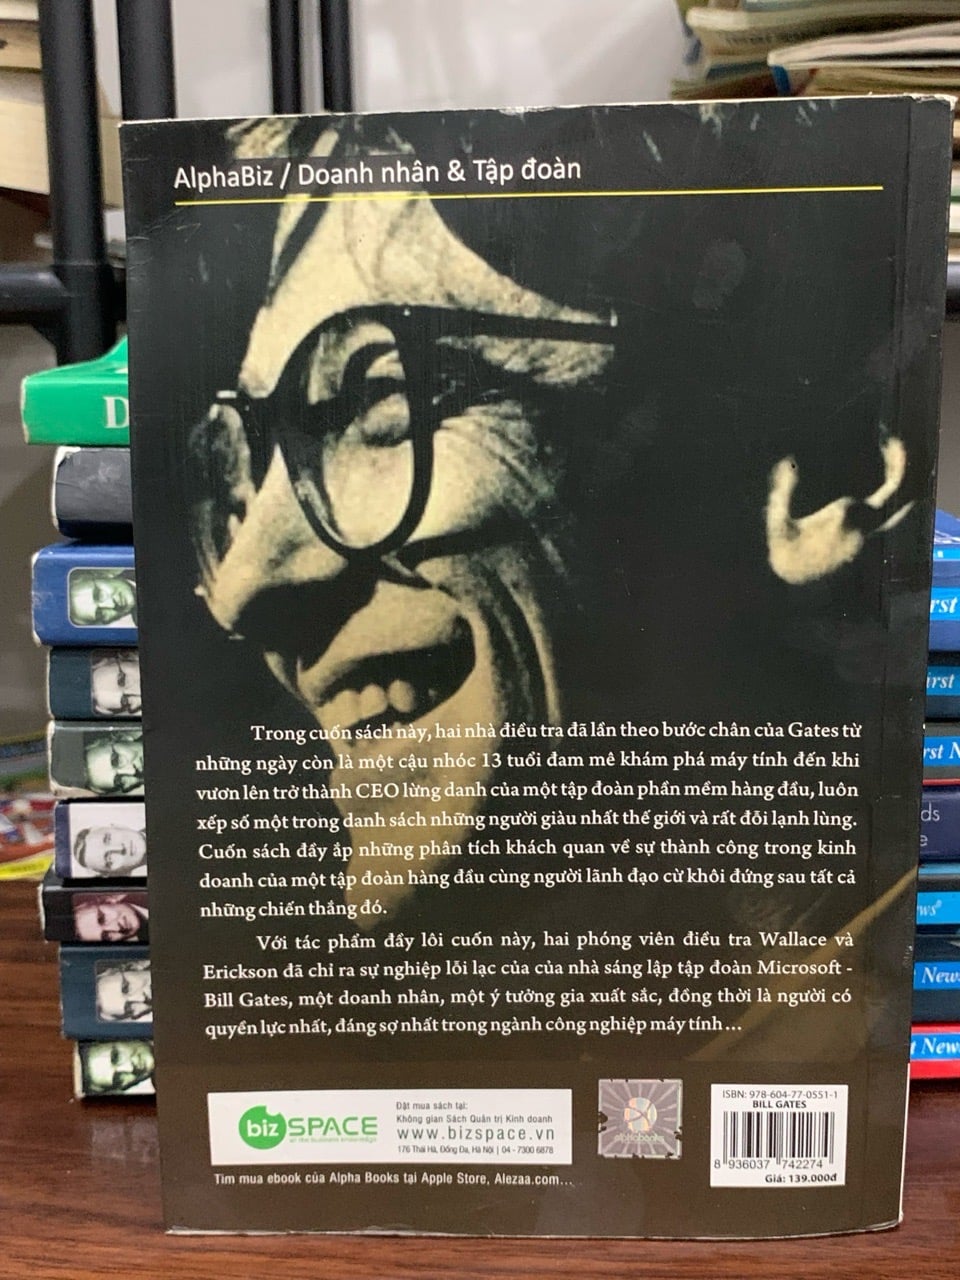 AlphaBiz / Doanh nhân & Tập đoàn
Trong cuốn sách này, hai nhà điều tra đã lần theo bước chân của Gates từ
những ngày còn là một cậu nhóc 13 tuổi đam mê khám phá máy tính đến khi
vươn lên trở thành CEO lừng danh của một tập đoàn phần mềm hàng đầu, luôn
xếp số một trong danh sách những người giàu nhất thế giới và rất đỗi lạnh lùng.
Cuốn sách đầy ắp những phân tích khách quan về sự thành công trong kinh
doanh của một tập đoàn hàng đầu cùng người lãnh đạo cừ khôi đứng sau tất cả
những chiến thắng đó.
Với tác phẩm đầy lôi cuốn này, hai phóng viên điều tra Wallace và
Erickson đã chỉ ra sự nghiệp lỗi lạc của của nhà sáng lập tập đoàn Microsoft -
Bill Gates, một doanh nhân, một ý tưởng gia xuất sắc, đồng thời là người có
quyền lực nhất, đáng sợ nhất trong ngành công nghiệp máy tính...
biz SPACE
Đặt mua sách tại:
Không gian Sách Quản trị Kinh doanh
www.bizspace.vn
176 Thái Hà, Đống Đa, Hà Nội | 04 - 7300 6878
Tìm mua ebook của Alpha Books tại Apple Store, Alezaa.com...
alphabooks
ISBN: 978-604-77-0551-1
BILL GATES
8 936037 742274
Giá: 139.000đ
D
rst
irst
rst N
ds
e
ws
New
t New